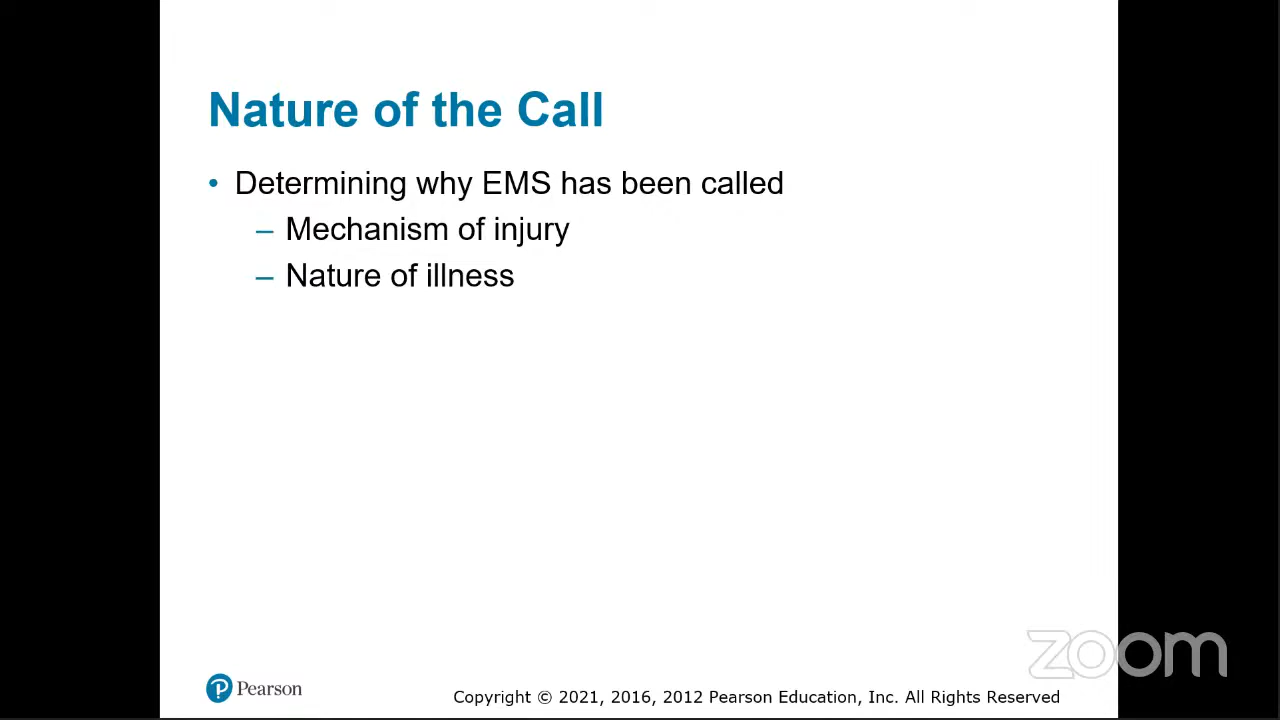 Nature of the Call
• Determining why EMS has been called
– Mechanism of injury
– Nature of illness
zoom
Pearson
Copyright © 2021, 2016, 2012 Pearson Education, Inc. All Rights Reserved